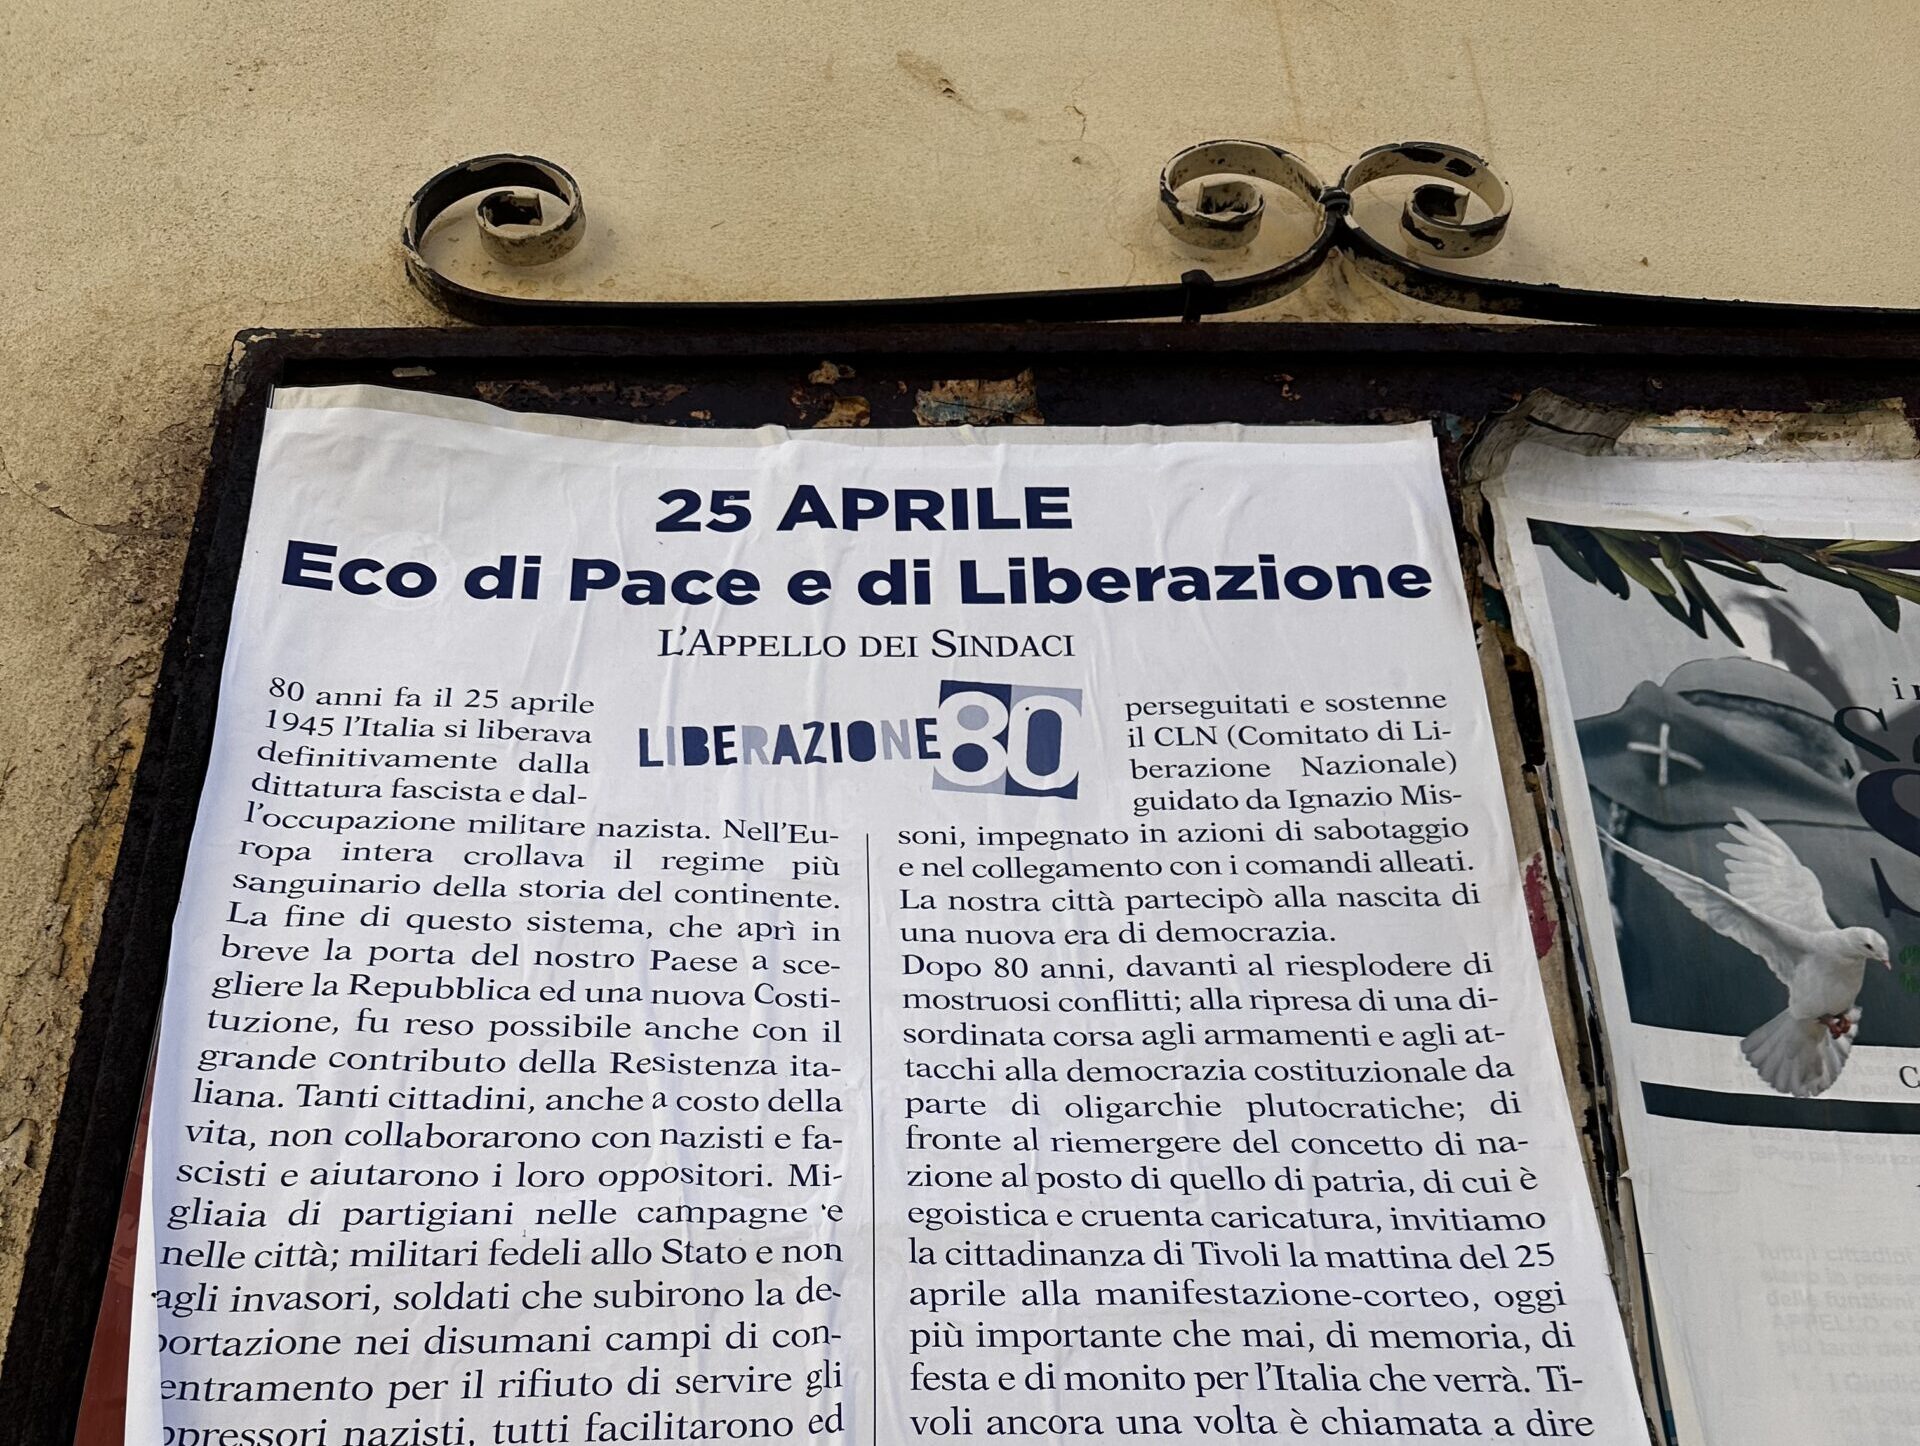 25 APRILE
Eco di Pace e di Liberazione
L'APPELLO DEI SINDACI
LIBERAZIONE 80
80 anni fa il 25 aprile
1945 l'Italia si liberava
definitivamente dalla
dittatura fascista e dal-
l'occupazione militare nazista. Nell'Eu-
ropa intera crollava il regime più
sanguinario della storia del continente.
La fine di questo sistema, che aprì in
breve la porta del nostro Paese a sce-
gliere la Repubblica ed una nuova Costi-
tuzione, fu reso possibile anche con il
grande contributo della Resistenza ita-
liana. Tanti cittadini, anche a costo della
vita, non collaborarono con nazisti e fa-
scisti e aiutarono i loro oppositori. Mi-
gliaia di partigiani nelle campagne e
nelle città; militari fedeli allo Stato e non
agli invasori, soldati che subirono la de-
portazione nei disumani campi di con-
entramento per il rifiuto di servire gli
oppressori nazisti, tutti facilitarono ed
perseguitati e sostenne
il CLN (Comitato di Li-
berazione Nazionale)
guidato da Ignazio Mis-
soni, impegnato in azioni di sabotaggio
e nel collegamento con i comandi alleati.
La nostra città partecipò alla nascita di
una nuova era di democrazia.
Dopo 80 anni, davanti al riesplodere di
mostruosi conflitti; alla ripresa di una di-
sordinata corsa agli armamenti e agli at-
tacchi alla democrazia costituzionale da
parte di oligarchie plutocratiche; di
fronte al riemergere del concetto di na-
zione al posto di quello di patria, di cui è
egoistica e cruenta caricatura, invitiamo
la cittadinanza di Tivoli la mattina del 25
aprile alla manifestazione-corteo, oggi
più importante che mai, di memoria, di
festa e di monito per l'Italia che verrà. Ti-
voli ancora una volta è chiamata a dire